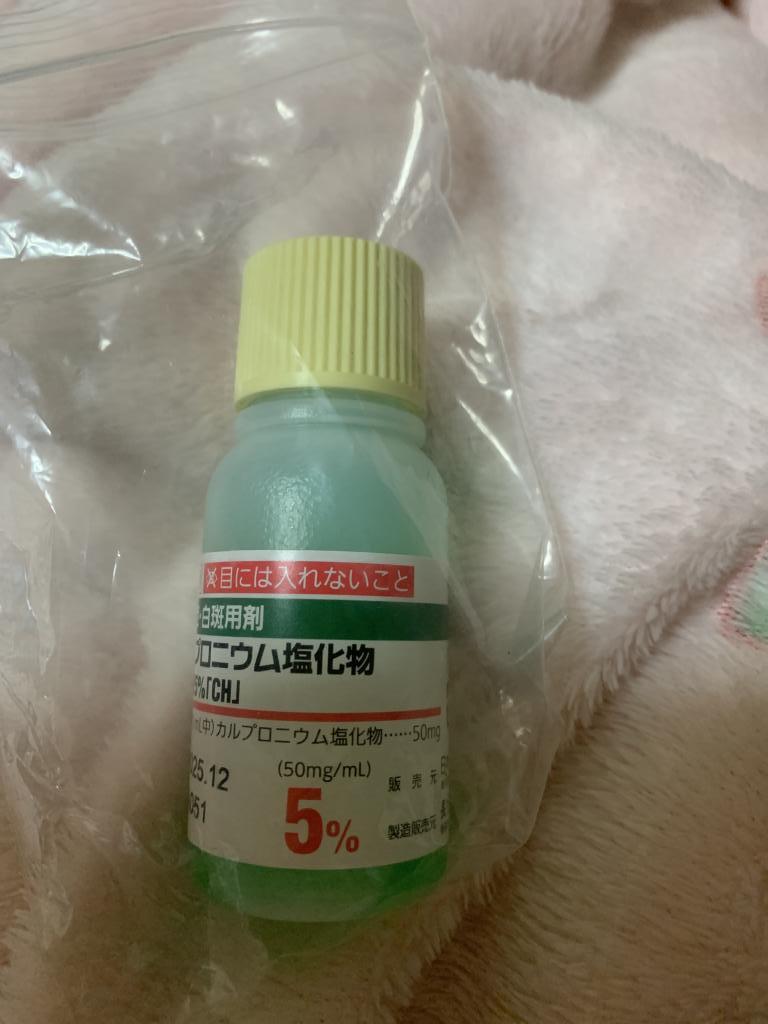 目には入れないこと
・白斑用剤
プロニウム塩化物
5%「CH」
mL(中)カルプロニウム塩化物……50mg
(50mg/mL)
25.12
051
5%
販売元
製造販売元